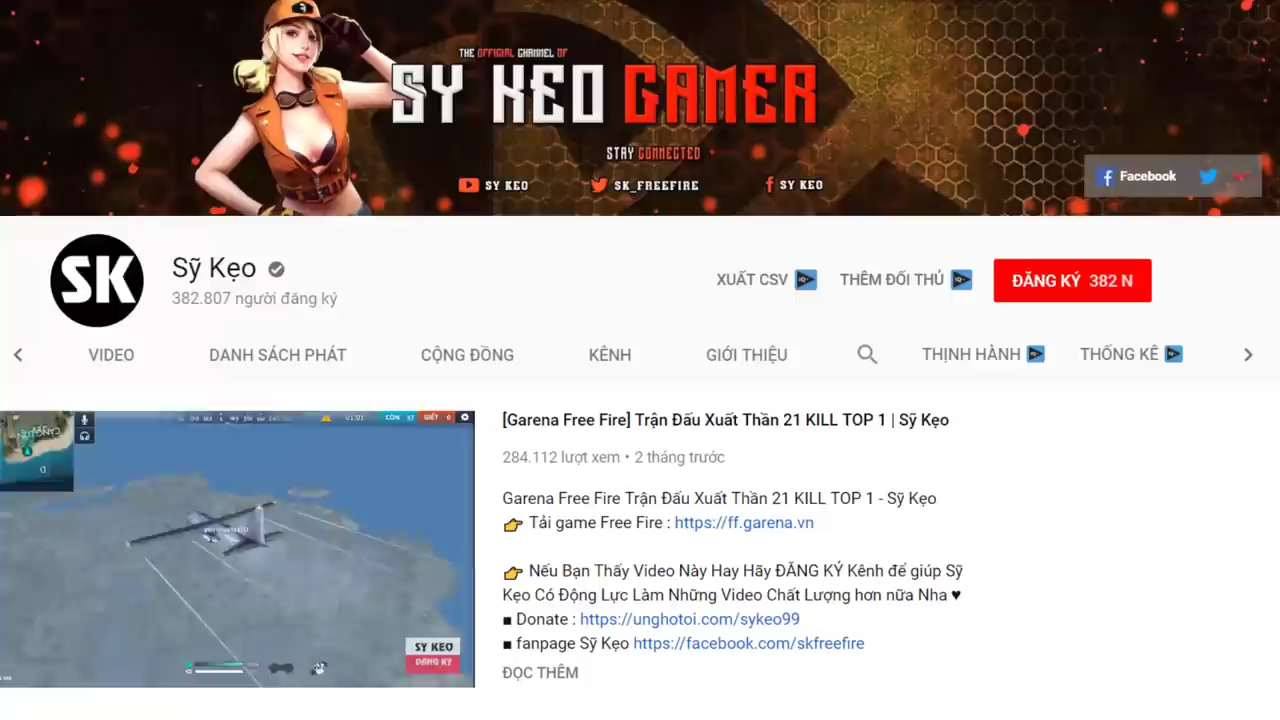 THE OFFICIAL CHANNEL OF
SY KEO GAMER
STAY CONNECTED
SY KEO SK_FREEFIRE SY KEO
Facebook
SK
Sỹ Kẹo
382.807 người đăng ký
XUẤT CSV THÊM ĐỐI THỦ ĐĂNG KÝ 382 N
VIDEO DANH SÁCH PHÁT CỘNG ĐỒNG KÊNH GIỚI THIỆU THỊNH HÀNH THỐNG KÊ
[Garena Free Fire] Trận Đấu Xuất Thần 21 KILL TOP 1 | Sỹ Kẹo
284.112 lượt xem • 2 tháng trước
Garena Free Fire Trận Đấu Xuất Thần 21 KILL TOP 1 - Sỹ Kẹo
👉 Tải game Free Fire : https://ff.garena.vn
👉 Nếu Bạn Thấy Video Này Hay Hãy ĐĂNG KÝ Kênh để giúp Sỹ
Kẹo Có Động Lực Làm Những Video Chất Lượng hơn nữa Nha ♥
■ Donate : https://unghotoi.com/sykeo99
■ fanpage Sỹ Kẹo https://facebook.com/skfreefire
ĐỌC THÊM
CÒN 37 GIẾT 0
SY KEO
ĐĂNG KÝ